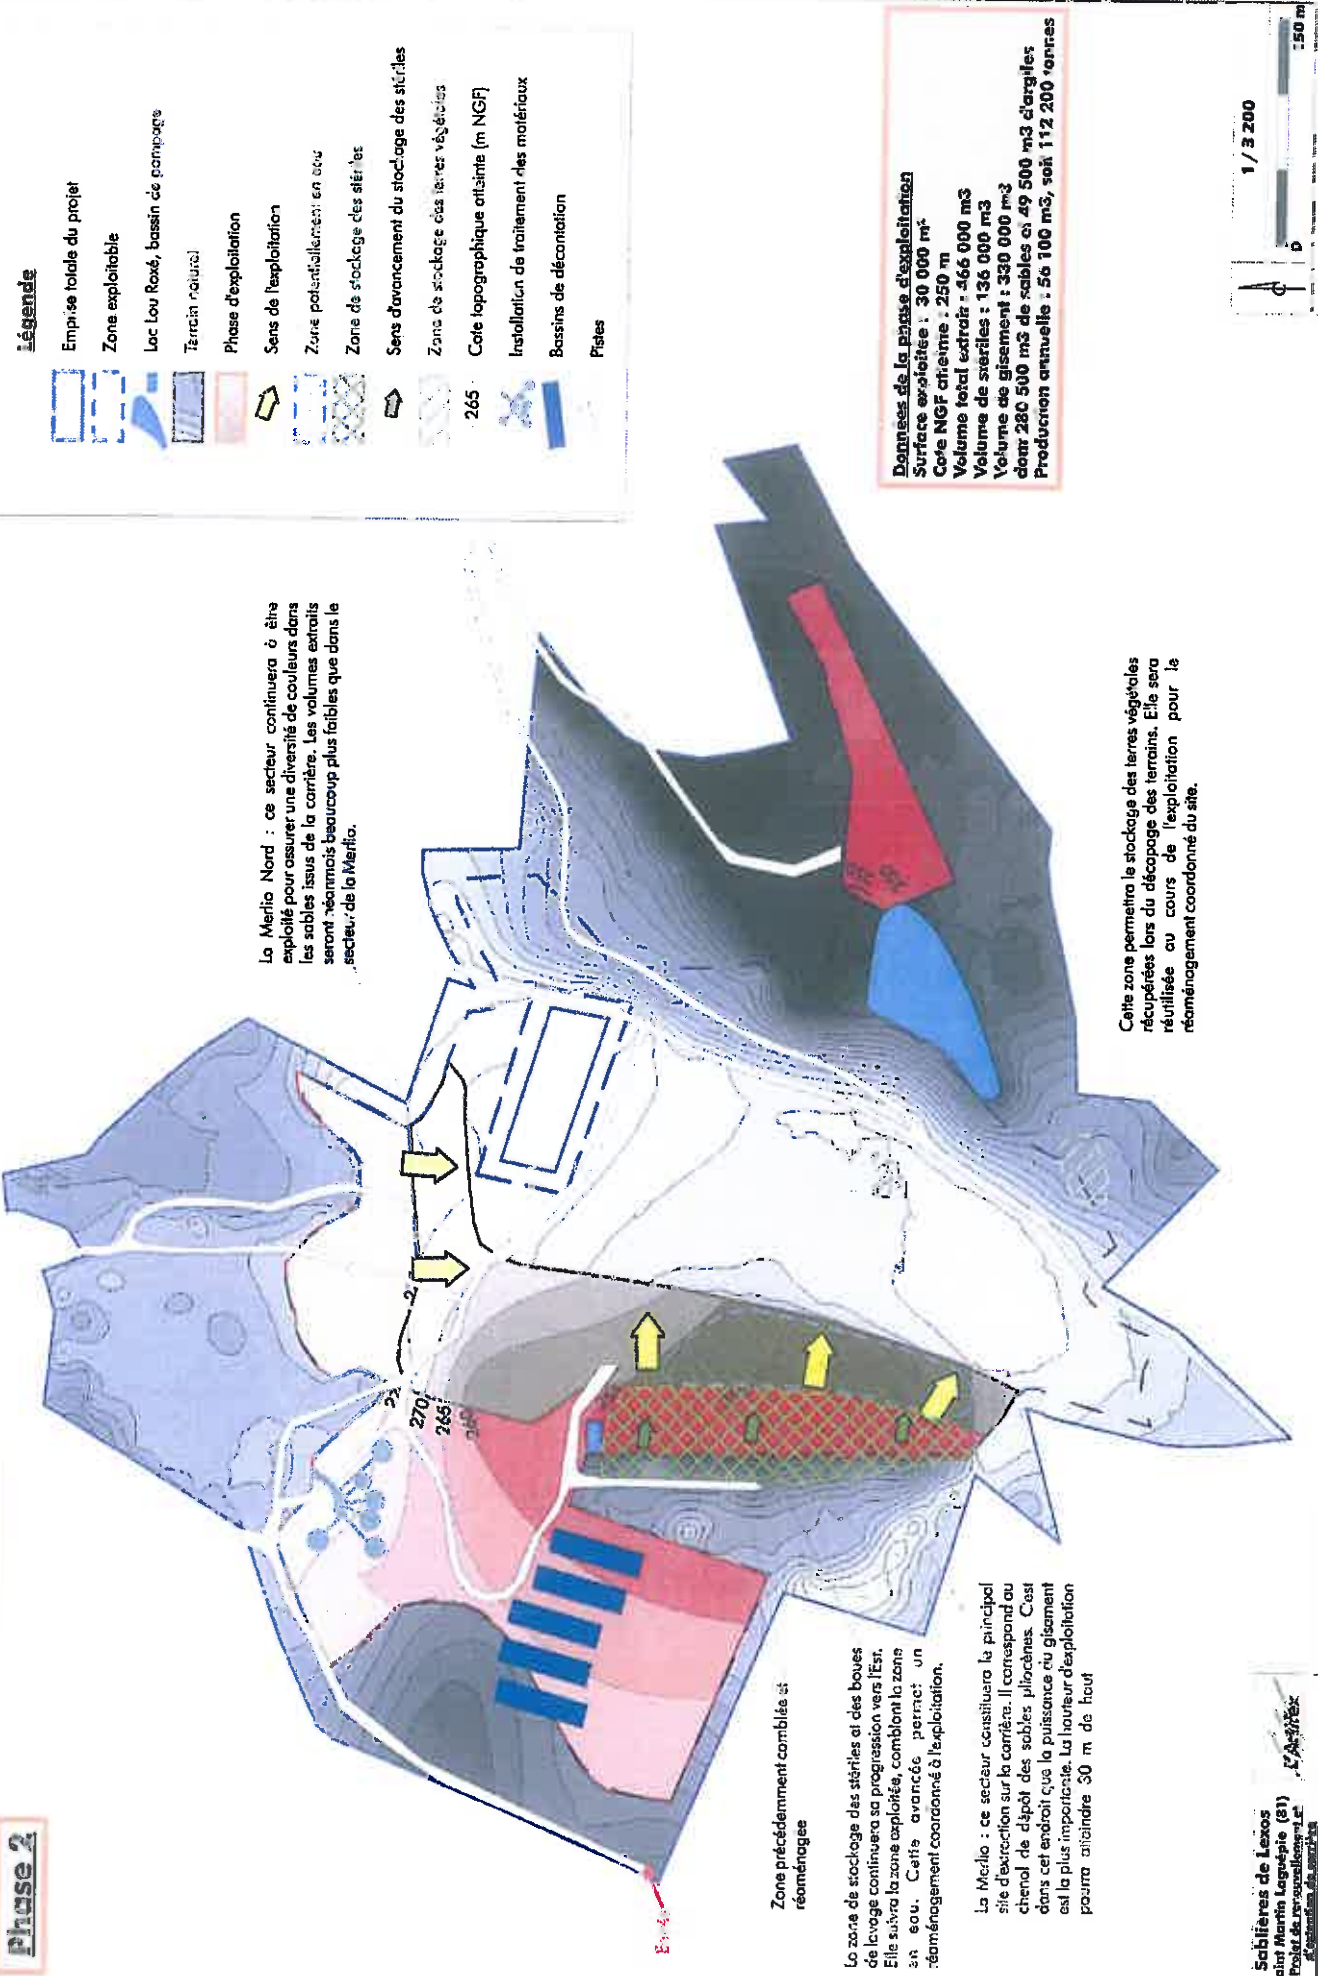 Phase 2
Légende
Emprise totale du projet
Zone exploitable
Lac Lou Roxé, bassin de pompage
Terrain naturel
Phase d'exploitation
Sens de l'exploitation
Zone potentiellement en eau
Zone de stockage des stériles
Sens d'avancement du stockage des stériles
Zone de stockage des terres végétales
265 Cote topographique atteinte (m NGF)
Installation de traitement des matériaux
Bassins de décantation
Pistes
La Merlio Nord : ce secteur continuera à être
exploité pour assurer une diversité de couleurs dans
les sables issus de la carrière. Les volumes extraits
seront néanmois beaucoup plus faibles que dans le
secteur de la Merlio.
Données de la phase d'exploitation
Surface exploitée : 30 000 m²
Cote NGF atteinte : 250 m
Volume total extrait : 466 000 m3
Volume de stériles : 136 000 m3
Volume de gisement : 330 000 m3
dont 280 500 m3 de sables et 49 500 m3 d'argiles
Production annuelle : 56 100 m3, soit 112 200 tonnes
270
265
Cette zone permettra le stockage des terres végétales
récupérées lors du décapage des terrains. Elle sera
réutilisée au cours de l'exploitation pour le
réaménagement coordonné du site.
Zone précédemment comblée et
réaménagee
La zone de stockage des stériles et des boues
de lavage continuera sa progression vers l'Est.
Elle suivra la zone exploitée, comblant la zone
en eau. Cette avancée permet un
réaménagement coordonné à l'exploitation.
La Merlio : ce secteur constituera le principal
site d'extraction sur la carrière. Il correspond au
chenal de dépôt des sables pliocènes. C'est
dans cet endroit que la puissance du gisement
est la plus importante. La hauteur d'exploitation
pourra atteindre 30 m de haut
1 / 3 200
150 m
Sablières de Lexos
aint Martin Laguépie (81)
Projet de renouvellement et
d'extension de carrière